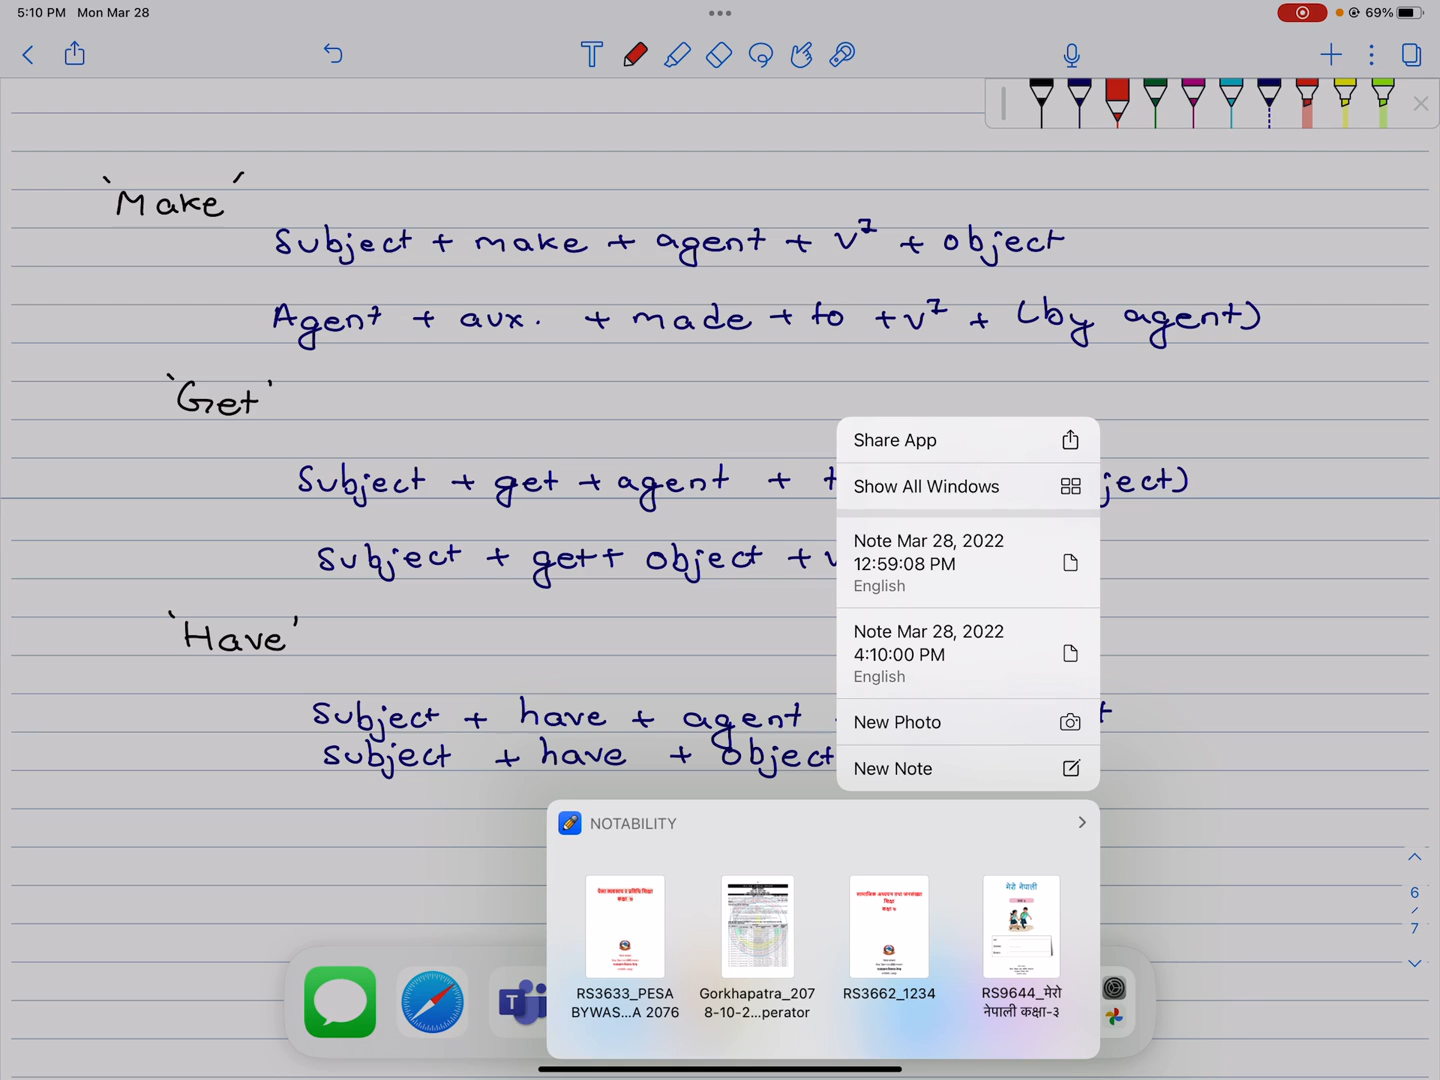 5:10 PM Mon Mar 28
69%
T
`Make´
Subject + make + agent + v¹ + object
Agent + aux. + made + to + v¹ + (by agent)
`Get'
Subject + get + agent + t ject)
Subject + get + object + v
`Have'
Subject + have + agent t
Subject + have + object
Share App
Show All Windows
Note Mar 28, 2022
12:59:08 PM
English
Note Mar 28, 2022
4:10:00 PM
English
New Photo
New Note
NOTABILITY
मेरो नेपाली
RS3633_PESA
BYWAS...A 2076
Gorkhapatra_207
8-10-2...perator
RS3662_1234
RS9644_मेरो
नेपाली कक्षा-३
T
6
7